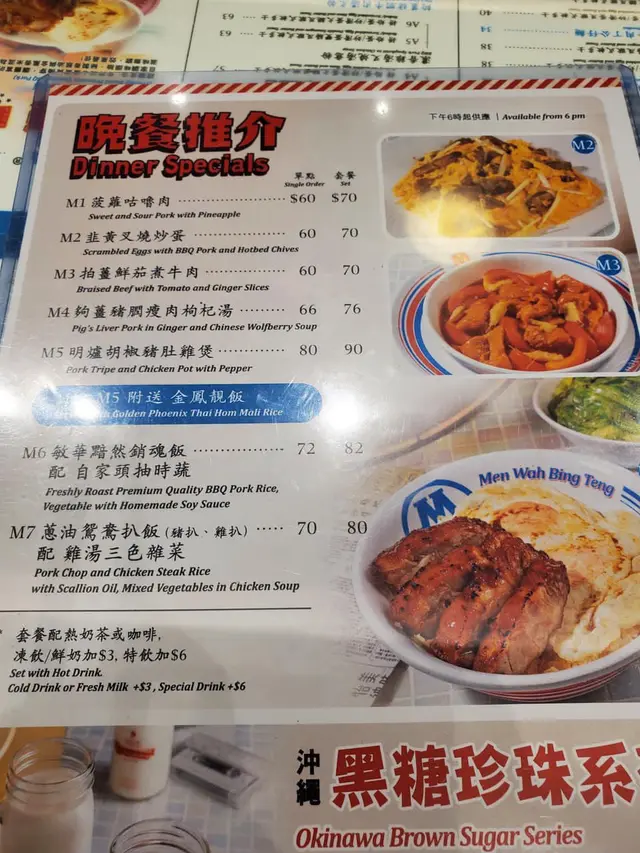 晚餐推介
Dinner Specials
下午6時起供應 | Available from 6 pm
單點 套餐
Single Order Set
M1 菠蘿咕嚕肉 $60 $70
Sweet and Sour Pork with Pineapple
M2 韭黃叉燒炒蛋 60 70
Scrambled Eggs with BBQ Pork and Hotbed Chives
M3 拍薑鮮茄煮牛肉 60 70
Braised Beef with Tomato and Ginger Slices
M4 夠薑豬膶瘦肉枸杞湯 66 76
Pig's Liver Pork in Ginger and Chinese Wolfberry Soup
M5 明爐胡椒豬肚雞煲 80 90
Pork Tripe and Chicken Pot with Pepper
M5 附送 金鳳靚飯
Golden Phoenix Thai Hom Mali Rice
M6 敏華黯然銷魂飯 72 82
配 自家頭抽時蔬
Freshly Roast Premium Quality BBQ Pork Rice,
Vegetable with Homemade Soy Sauce
M7 蔥油鴛鴦扒飯 (豬扒、雞扒) 70 80
配 雞湯三色雜菜
Pork Chop and Chicken Steak Rice
with Scallion Oil, Mixed Vegetables in Chicken Soup
套餐配熱奶茶或咖啡,
凍飲/鮮奶加$3, 特飲加$6
Set with Hot Drink.
Cold Drink or Fresh Milk +$3 , Special Drink +$6
M2
M3
Men Wah Bing Teng
M
沖繩
黑糖珍珠系
Okinawa Brown Sugar Series